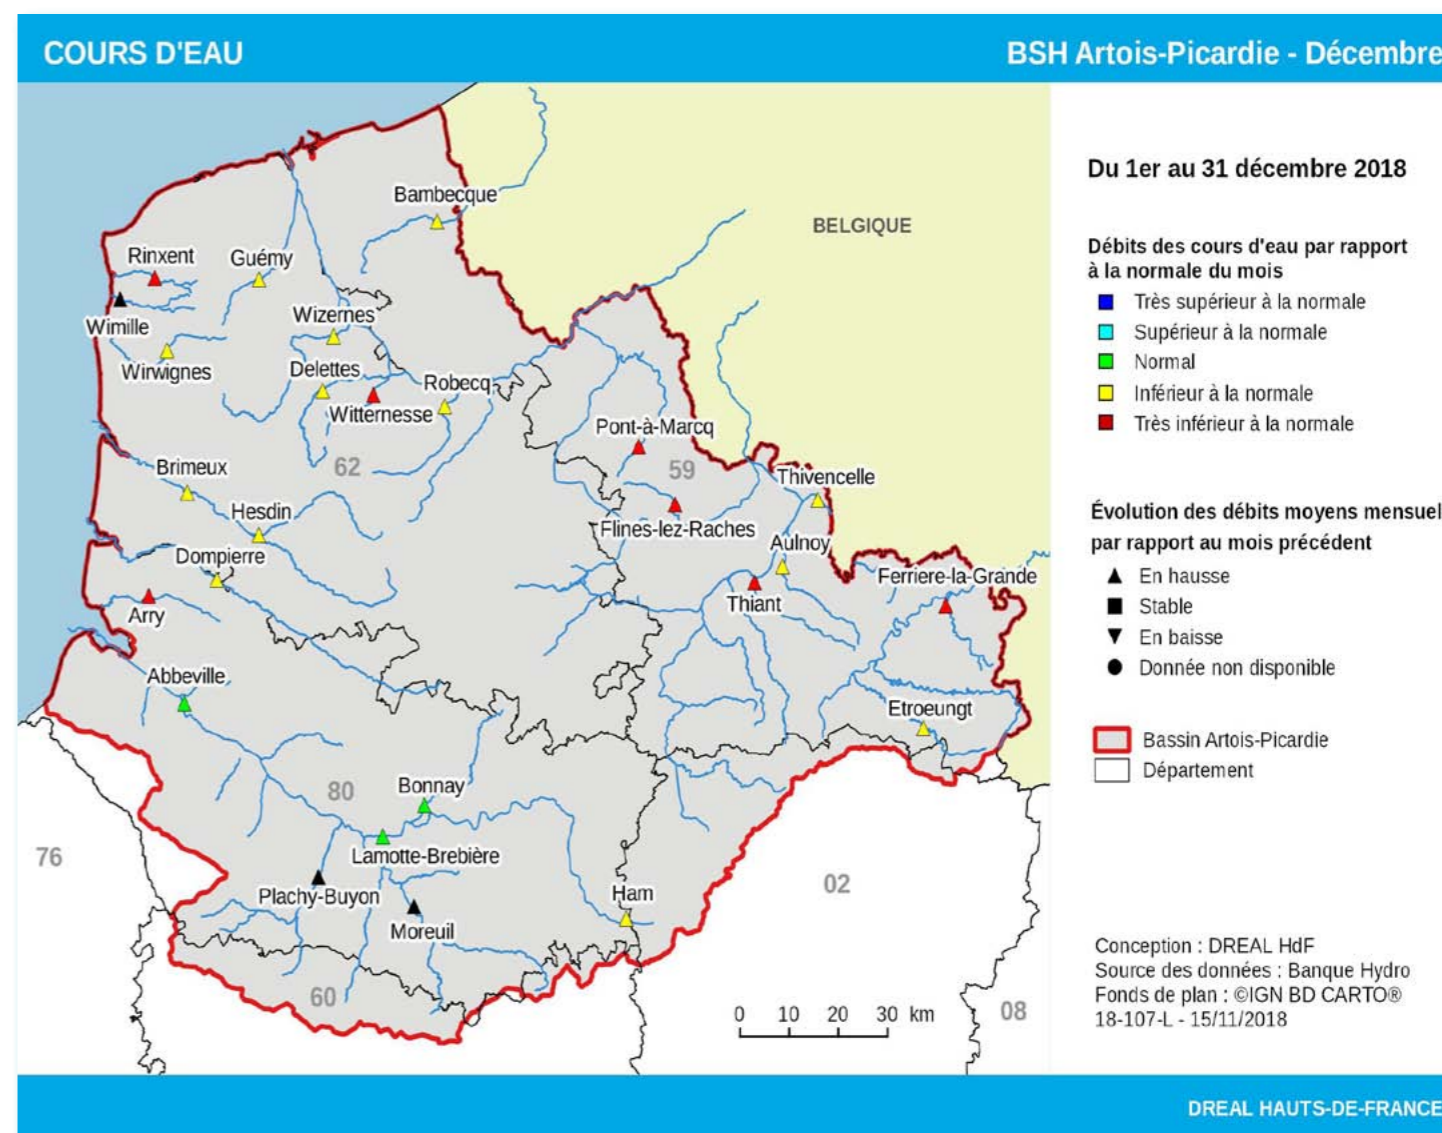 COURS D'EAU
BSH Artois-Picardie - Décembre
Du 1er au 31 décembre 2018
Débits des cours d'eau par rapport
à la normale du mois
Très supérieur à la normale
Supérieur à la normale
Normal
Inférieur à la normale
Très inférieur à la normale
Évolution des débits moyens mensuel
par rapport au mois précédent
En hausse
Stable
En baisse
Donnée non disponible
Bassin Artois-Picardie
Département
Conception : DREAL HdF
Source des données : Banque Hydro
Fonds de plan : ©IGN BD CARTO®
18-107-L - 15/11/2018
BELGIQUE
Bambecque
Rinxent
Guémy
Wimille
Wizernes
Wirwignes
Delettes
Robecq
Witternesse
Pont-à-Marcq
62
59
Brimeux
Thivencelle
Hesdin
Flines-lez-Raches
Aulnoy
Dompierre
Ferriere-la-Grande
Arry
Thiant
Abbeville
Etroeungt
80
Bonnay
76
Lamotte-Brebière
02
Plachy-Buyon
Ham
Moreuil
60
08
0 10 20 30 km
DREAL HAUTS-DE-FRANCE